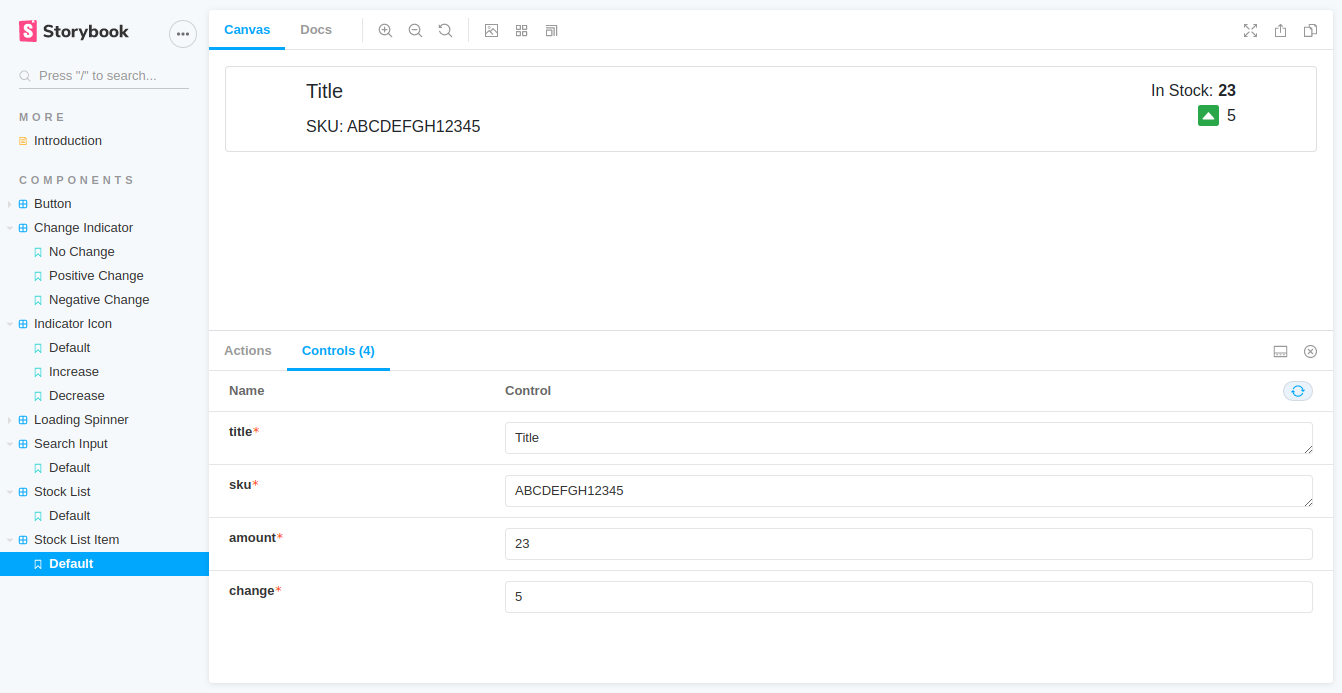 Storybook
Press "/" to search...
MORE
Introduction
COMPONENTS
Button
Change Indicator
No Change
Positive Change
Negative Change
Indicator Icon
Default
Increase
Decrease
Loading Spinner
Search Input
Default
Stock List
Default
Stock List Item
Default
Canvas Docs
Title
In Stock: 23
SKU: ABCDEFGH12345
5
Actions Controls (4)
Name Control
title* Title
sku* ABCDEFGH12345
amount* 23
change* 5